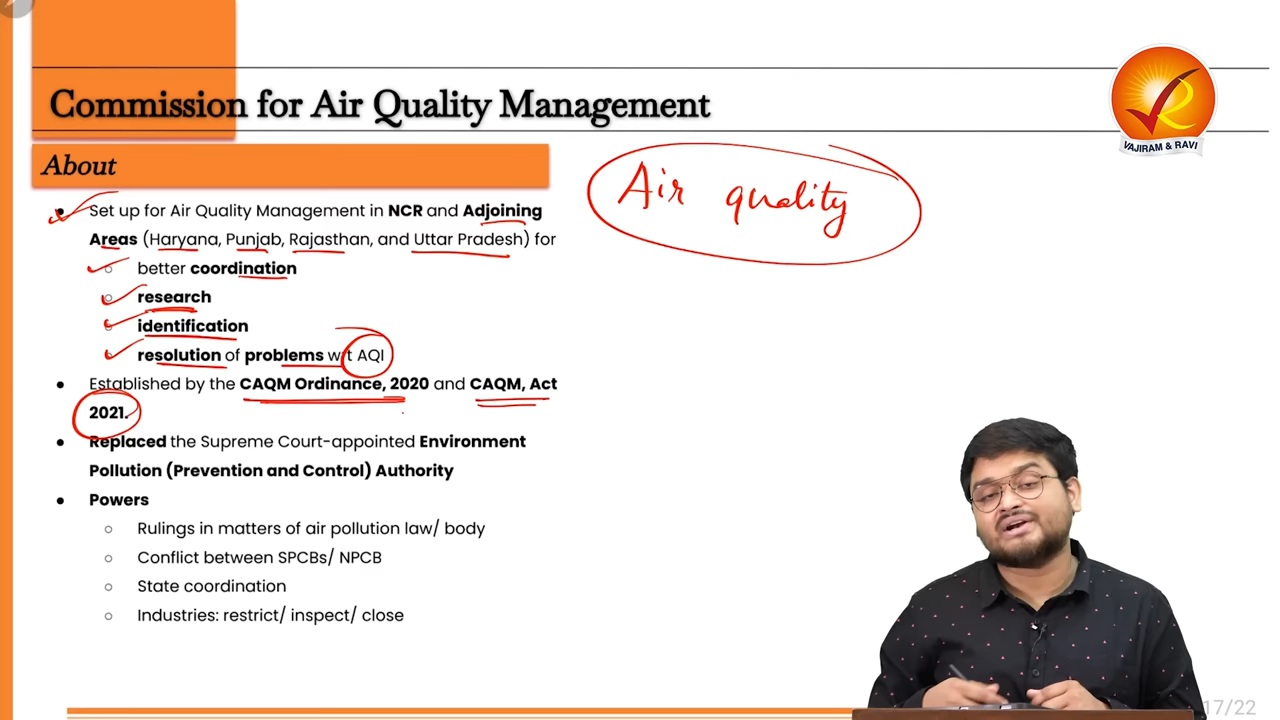 Commission for Air Quality Management
VAJIRAM & RAVI
About
Air quality
Set up for Air Quality Management in NCR and Adjoining
Areas (Haryana, Punjab, Rajasthan, and Uttar Pradesh) for
better coordination
research
identification
resolution of problems wrt AQI
Established by the CAQM Ordinance, 2020 and CAQM, Act
2021.
Replaced the Supreme Court-appointed Environment
Pollution (Prevention and Control) Authority
Powers
Rulings in matters of air pollution law/ body
Conflict between SPCBs/ NPCB
State coordination
Industries: restrict/ inspect/ close
17/22